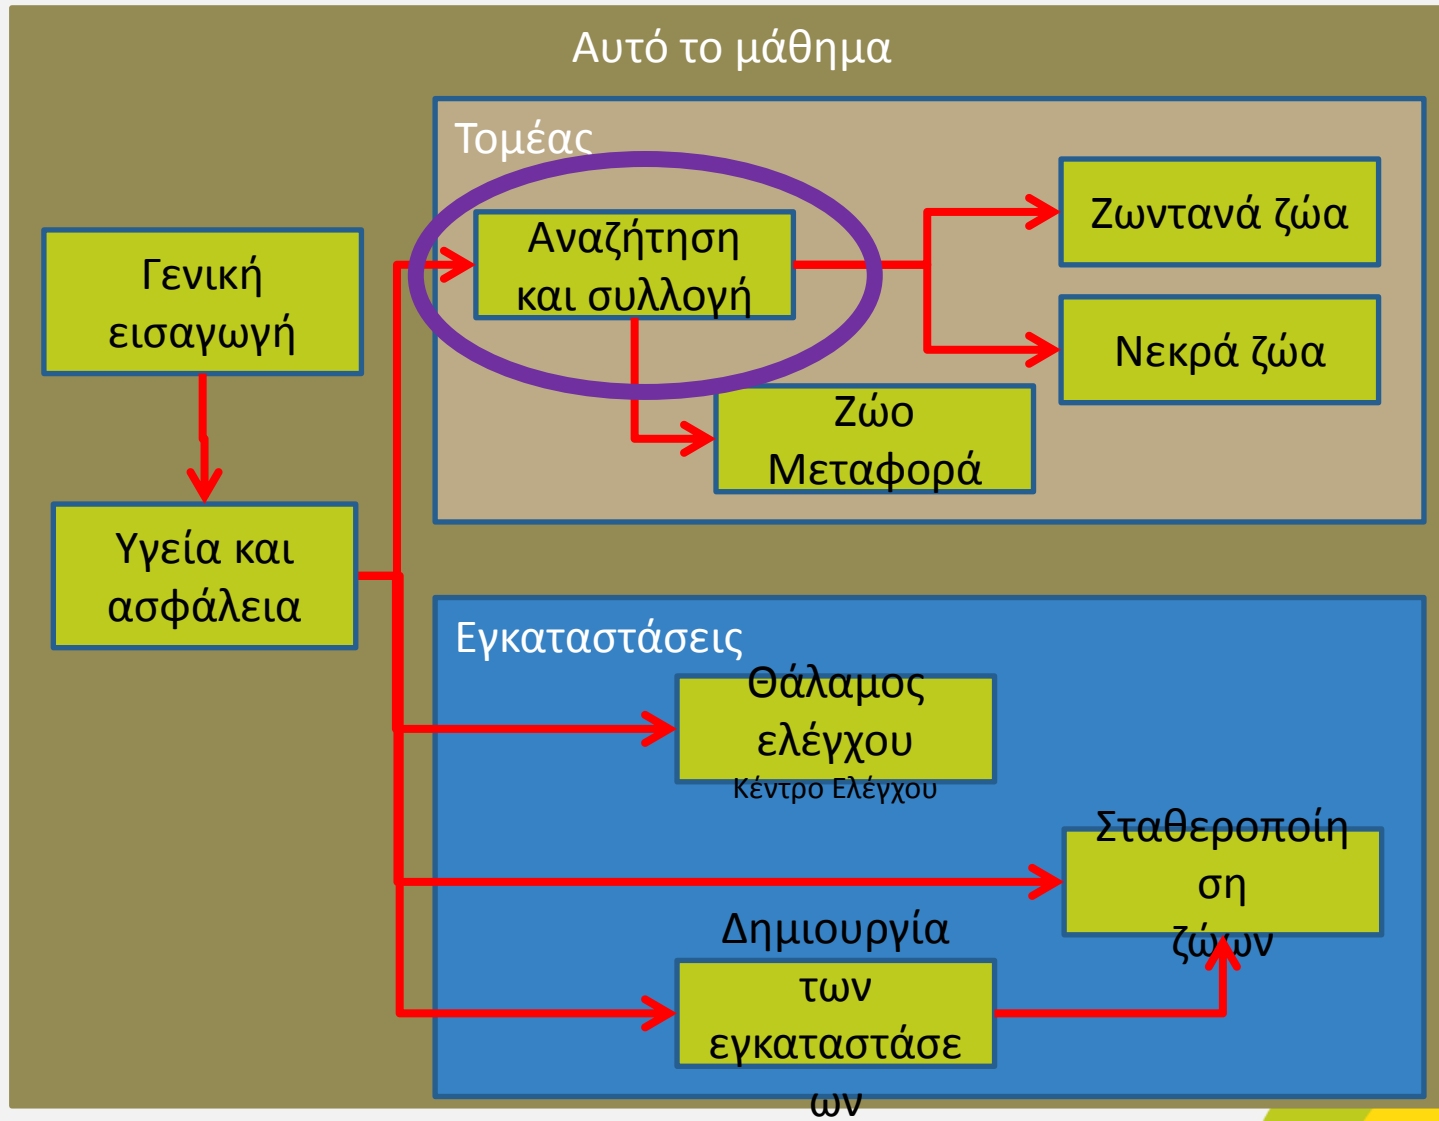 Αυτό το μάθημα
Τομέας
Αναζήτηση
και συλλογή
Ζωντανά ζώα
Γενική
εισαγωγή
Νεκρά ζώα
Ζώο
Μεταφορά
Υγεία και
ασφάλεια
Εγκαταστάσεις
Θάλαμος
ελέγχου
Κέντρο Ελέγχου
Σταθεροποίη
ση
ζώων
Δημιουργία
των
εγκαταστάσε
ων